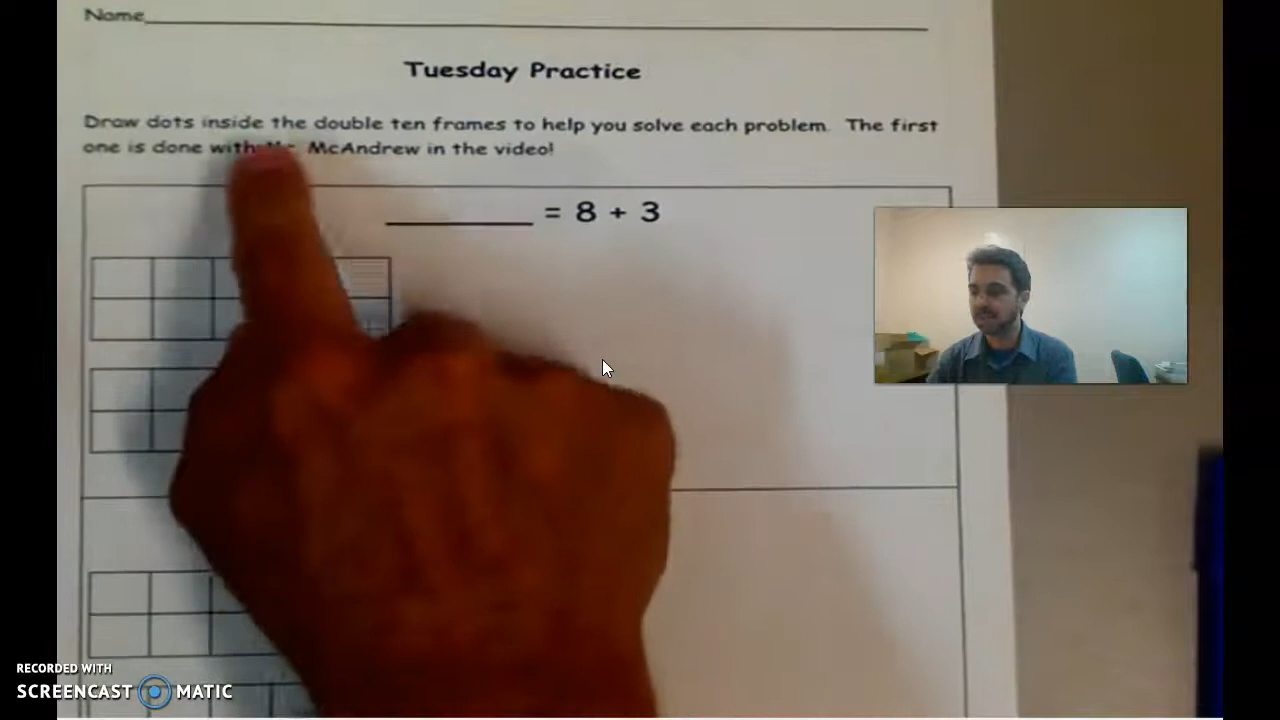 Name
Tuesday Practice
Draw dots inside the double ten frames to help you solve each problem. The first
one is done with Mr. McAndrew in the video!
= 8 + 3
RECORDED WITH
SCREENCAST MATIC